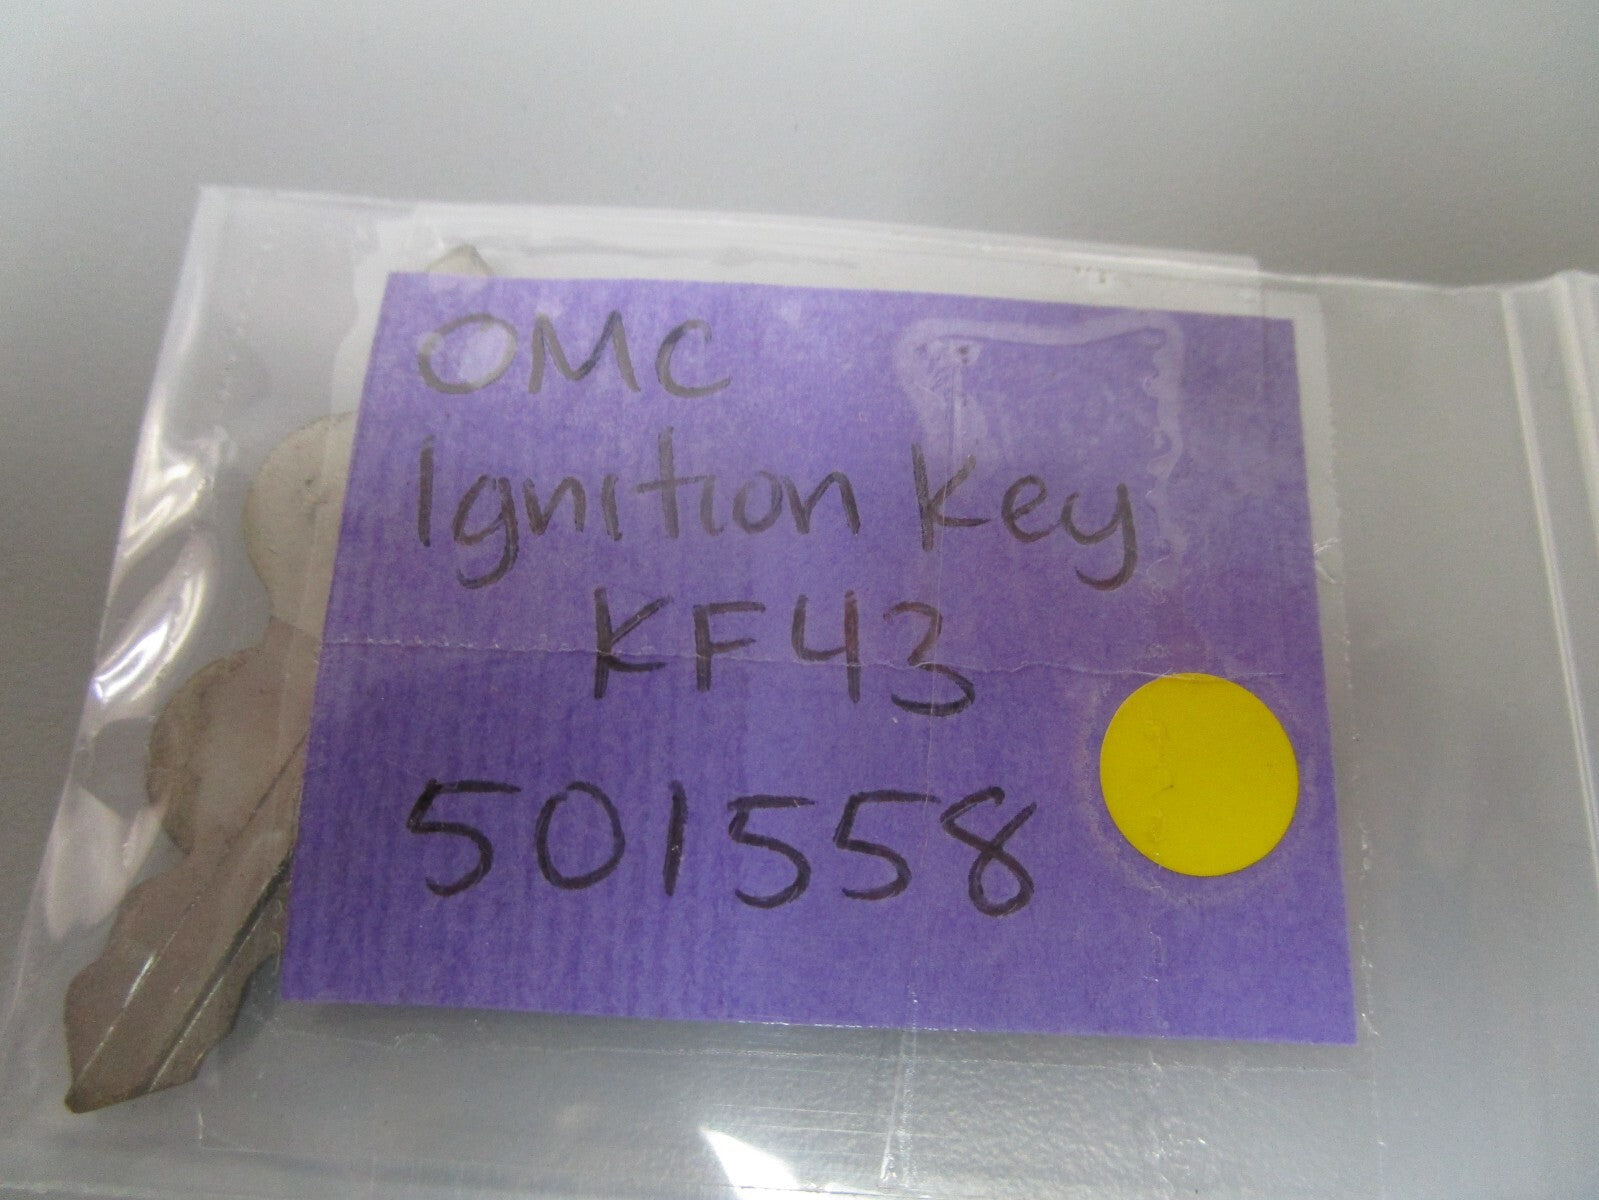 OMC
Ignition Key
KF43
501558